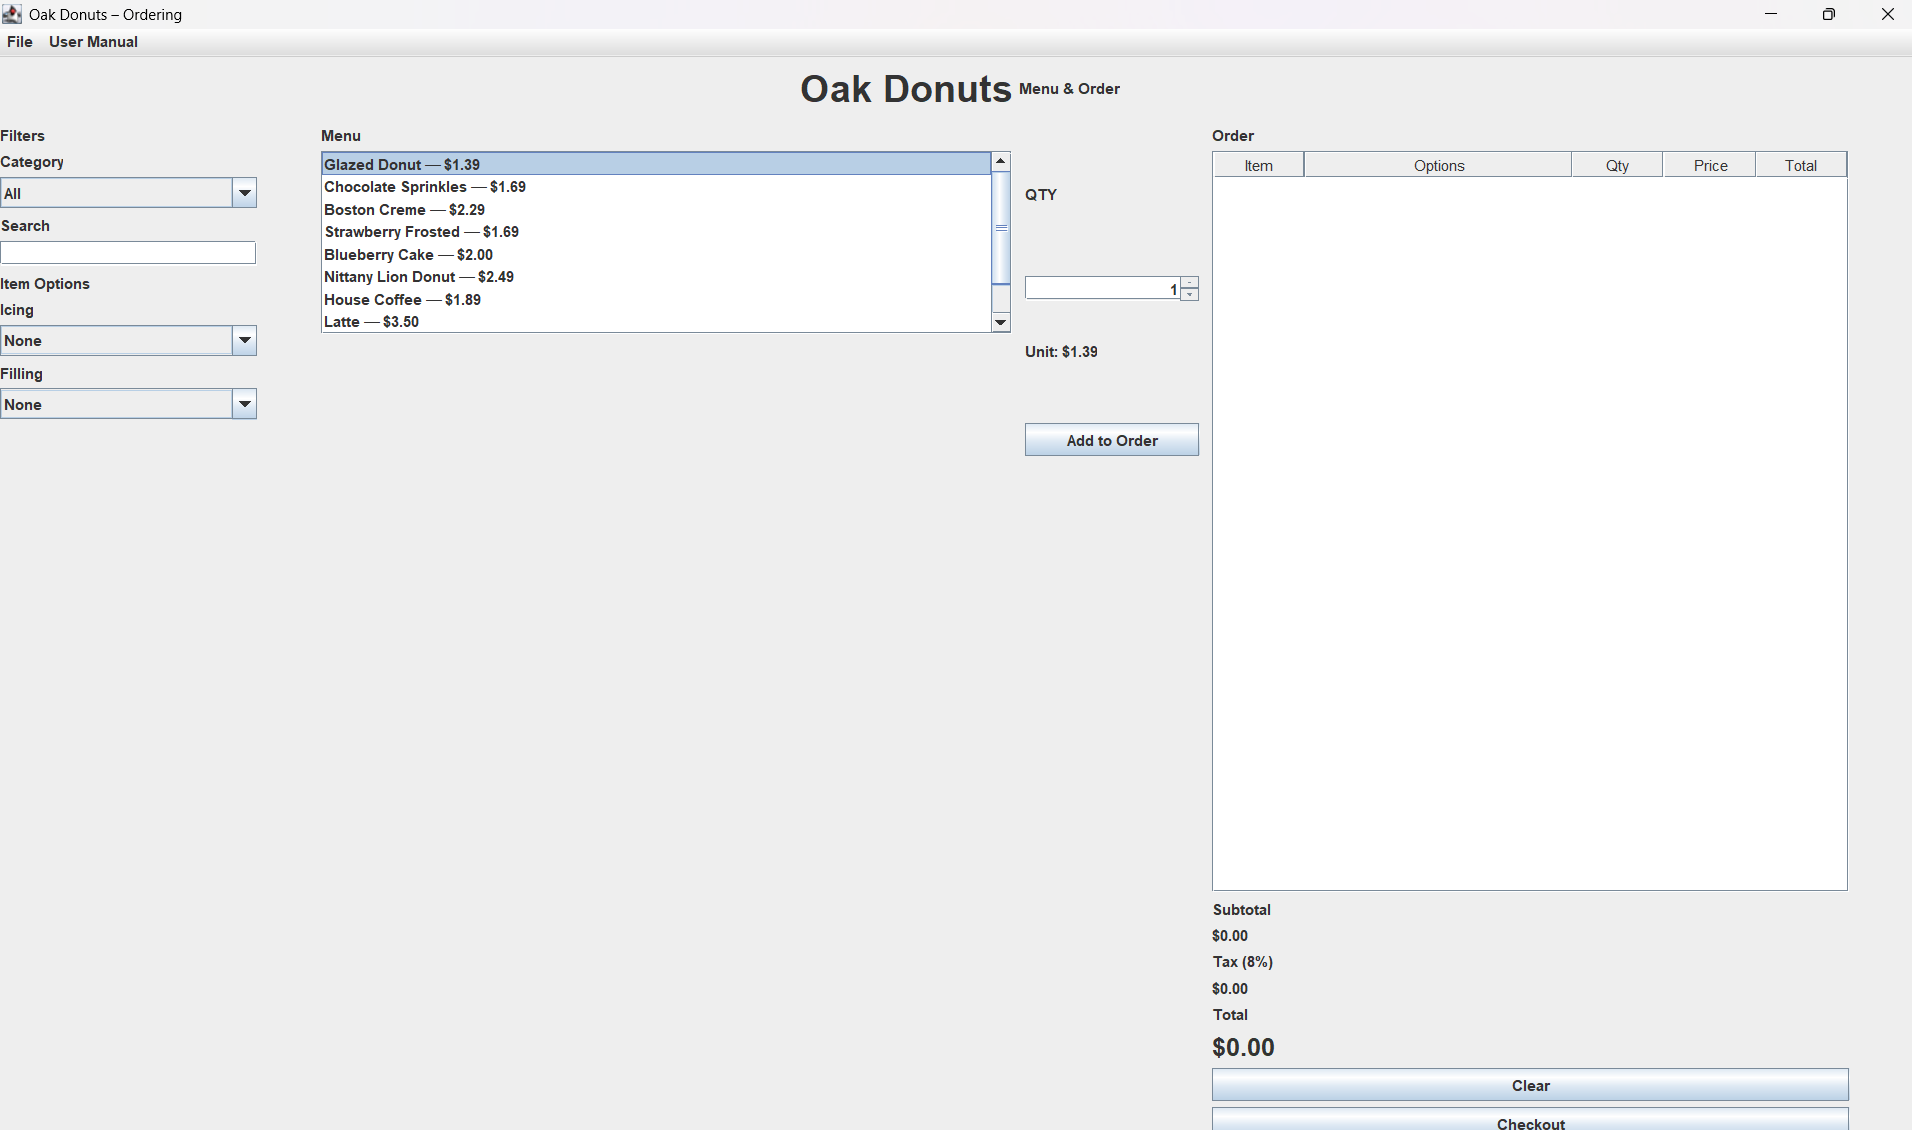 Oak Donuts – Ordering
File User Manual
Oak Donuts Menu & Order
Filters
Category
All
Search
Item Options
Icing
None
Filling
None
Menu
Glazed Donut — $1.39
Chocolate Sprinkles — $1.69
Boston Creme — $2.29
Strawberry Frosted — $1.69
Blueberry Cake — $2.00
Nittany Lion Donut — $2.49
House Coffee — $1.89
Latte — $3.50
QTY
1
Unit: $1.39
Add to Order
Order
Item Options Qty Price Total
Subtotal
$0.00
Tax (8%)
$0.00
Total
$0.00
Clear
Checkout